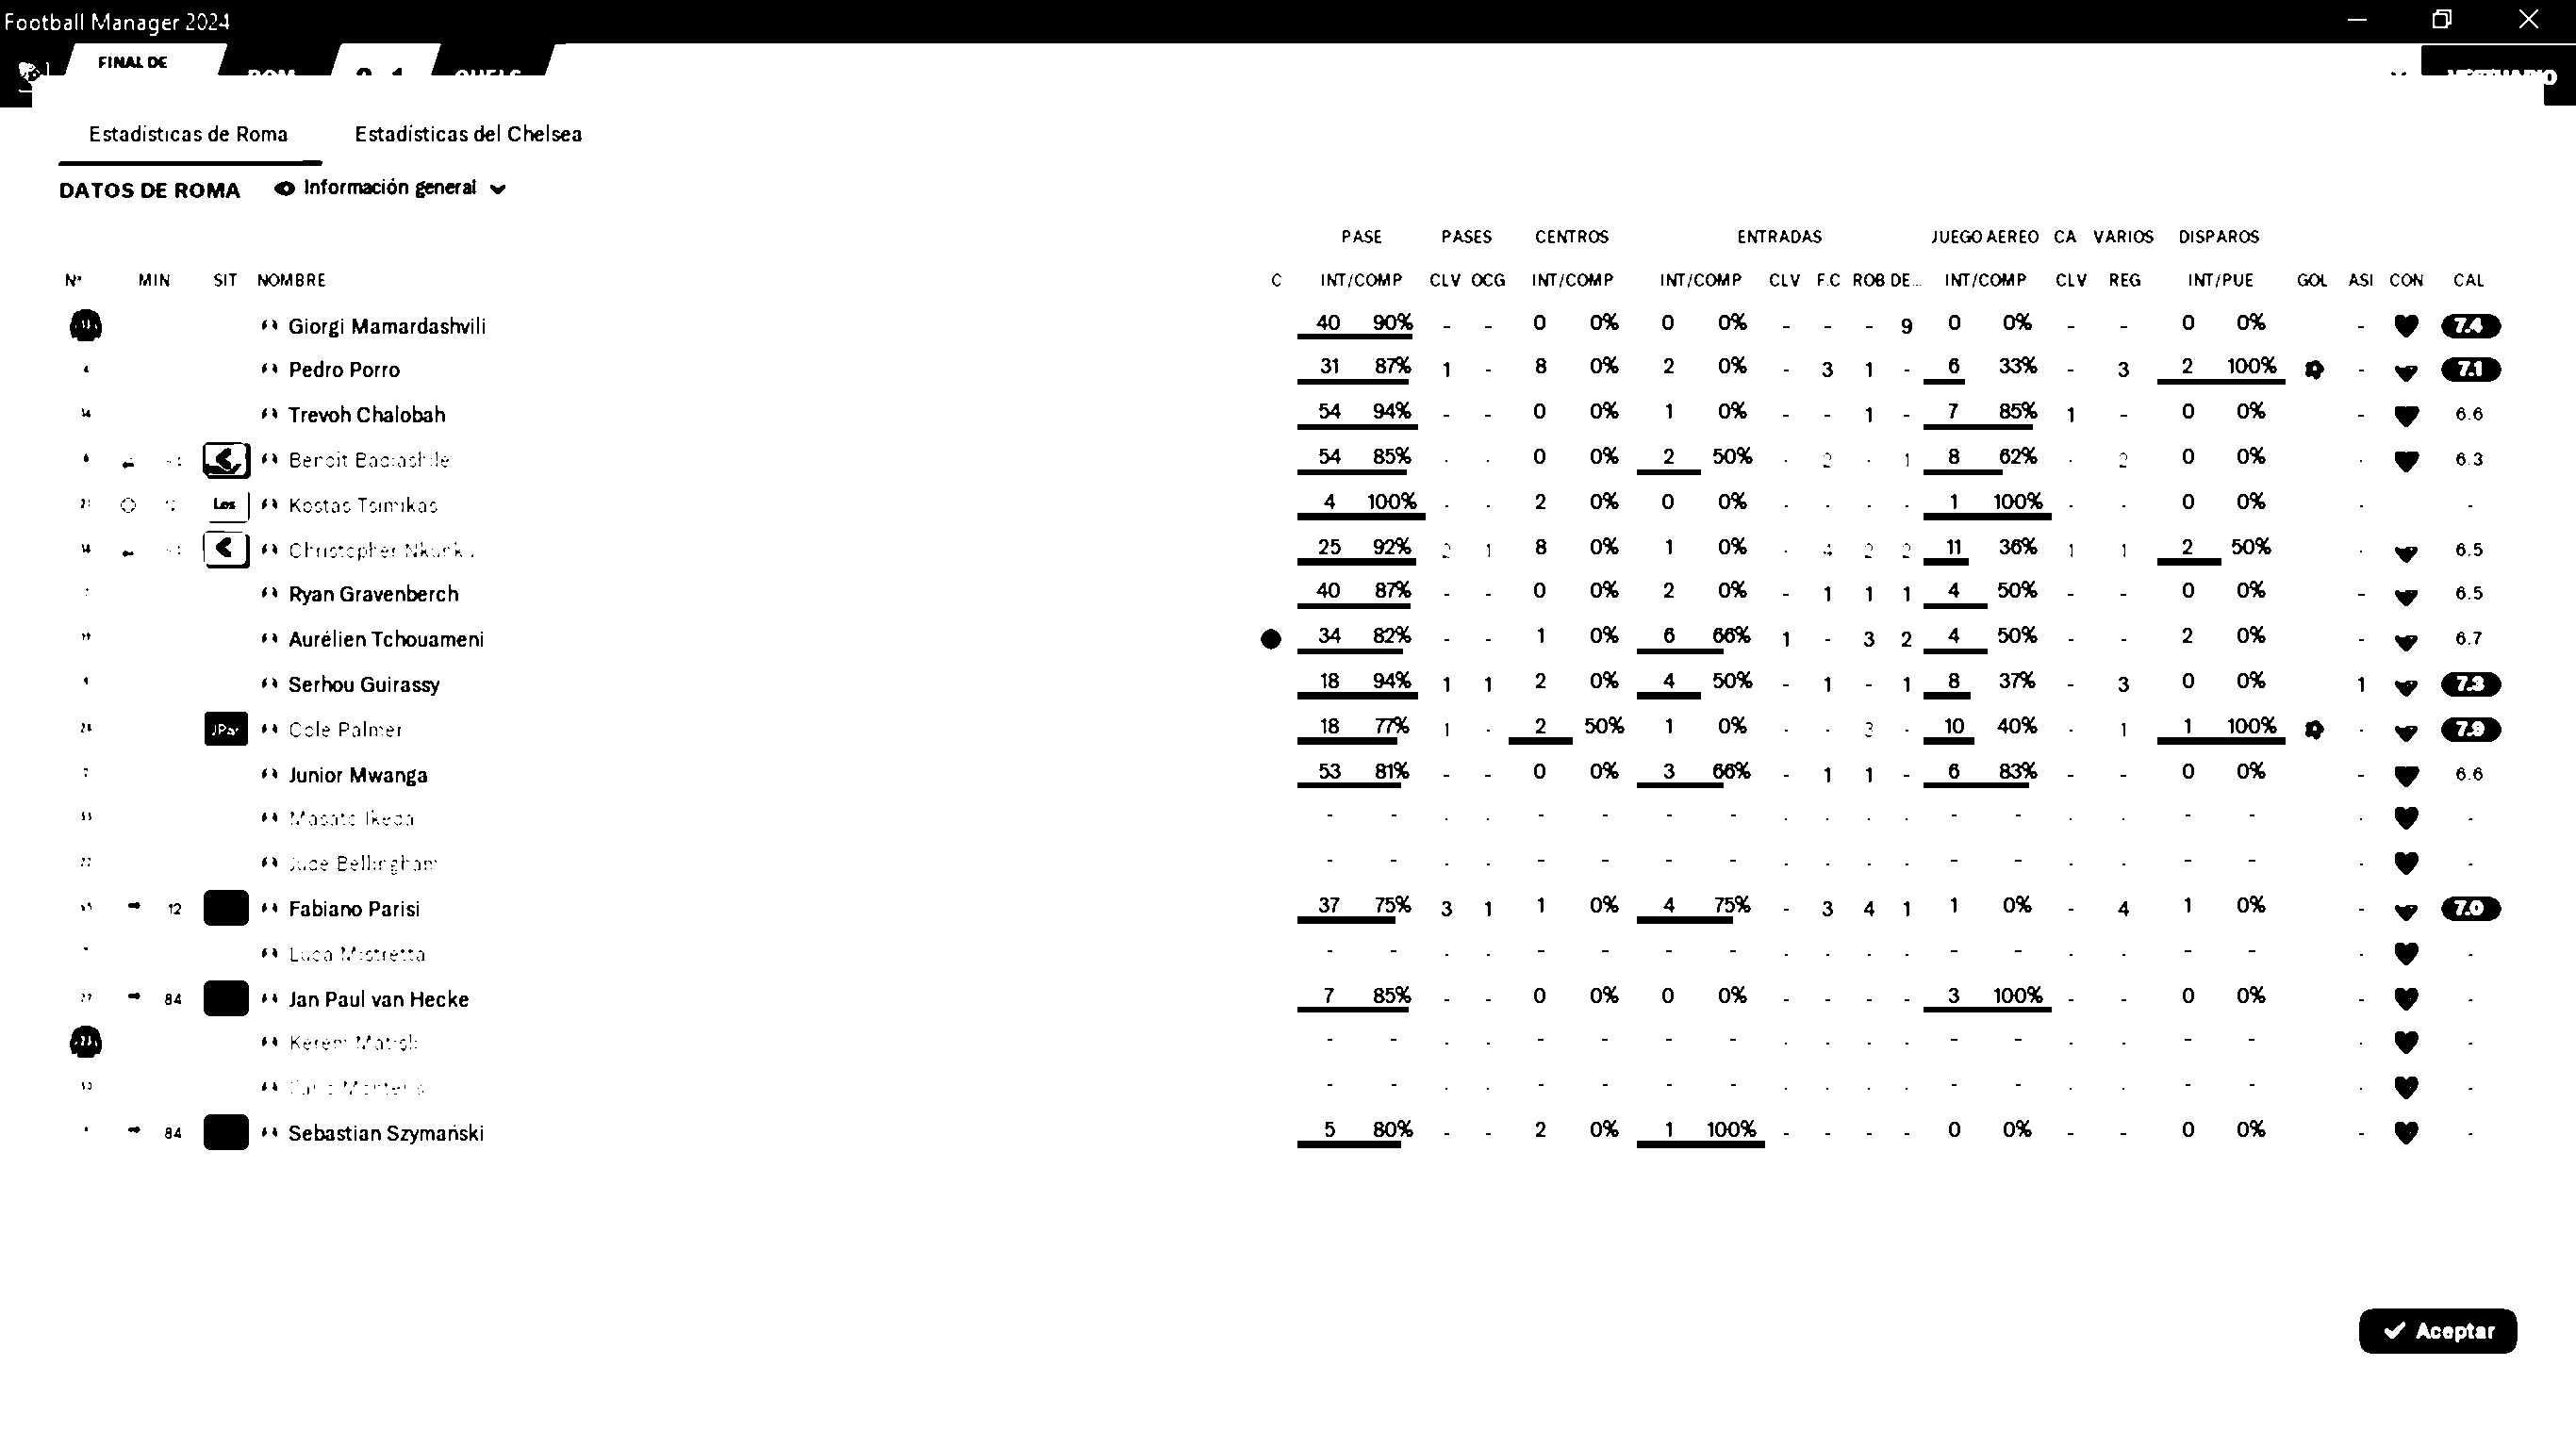 Football Manager 2024
FINAL DE
Estadísticas de Roma Estadísticas del Chelsea
DATOS DE ROMA Información general
PASE PASES CENTROS ENTRADAS JUEGO AEREO CA VARIOS DISPAROS
Nº MIN SIT NOMBRE C INT/COMP CLV OCG INT/COMP INT/COMP CLV F.C ROB DE... INT/COMP CLV REG INT/PUE GOL ASI CON CAL
Giorgi Mamardashvili 40 90% - - 0 0% 0 0% - - - 9 0 0% - - 0 0% - 7.4
Pedro Porro 31 87% 1 - 8 0% 2 0% - 3 1 - 6 33% - 3 2 100% - 7.1
Trevoh Chalobah 54 94% - - 0 0% 1 0% - - 1 - 7 85% 1 - 0 0% - 6.6
Benoit Badiashile 54 85% - - 0 0% 2 50% - 2 - 1 8 62% - 2 0 0% - 6.3
Les Kostas Tsimikas 4 100% - - 2 0% 0 0% - - - - 1 100% - - 0 0% - -
Christopher 25 92% 2 1 8 0% 1 0% - 4 2 2 11 36% 1 1 2 50% - 6.5
Ryan Gravenberch 40 87% - - 0 0% 2 0% - 1 1 1 4 50% - - 0 0% - 6.5
Aurélien Tchouameni 34 82% - - 1 0% 6 66% 1 - 3 2 4 50% - - 2 0% - 6.7
Serhou Guirassy 18 94% 1 1 2 0% 4 50% - 1 - 1 8 37% - 3 0 0% 1 7.3
JPar Cole Palmer 18 77% 1 - 2 50% 1 0% - - 3 - 10 40% - 1 1 100% - 7.9
Junior Mwanga 53 81% - - 0 0% 3 66% - 1 1 - 6 83% - - 0 0% - 6.6
Masato Ikeda - - - - - - - - - - - - - - - - - - - -
Jude Bellingham - - - - - - - - - - - - - - - - - - - -
12 Fabiano Parisi 37 75% 3 1 1 0% 4 75% - 3 4 1 1 0% - 4 1 0% - 7.0
Luca Mistretta - - - - - - - - - - - - - - - - - - - -
84 Jan Paul van Hecke 7 85% - - 0 0% 0 0% - - - - 3 100% - - 0 0% - -
Kerem - - - - - - - - - - - - - - - - - - - -
- - - - - - - - - - - - - - - - - - - -
84 Sebastian Szymański 5 80% - - 2 0% 1 100% - - - - 0 0% - - 0 0% - -
Aceptar